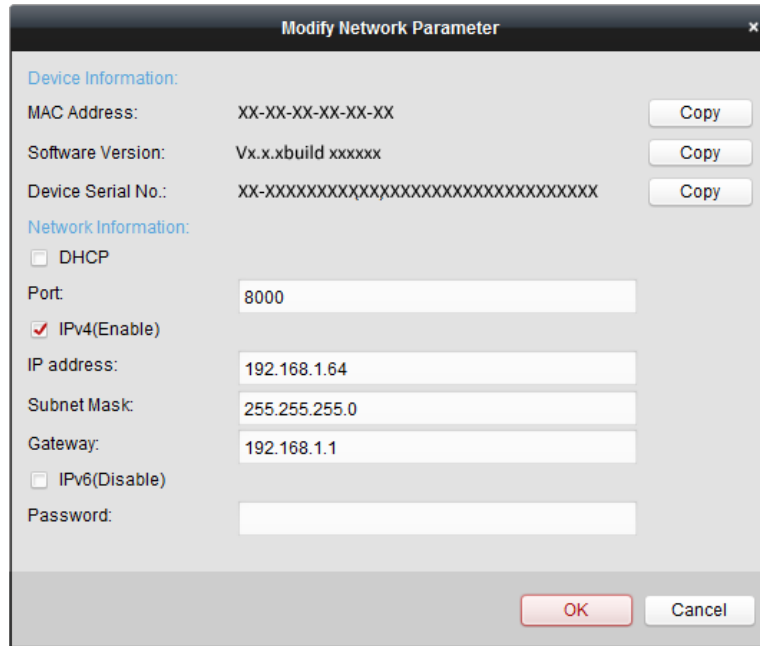 Modify Network Parameter ×
Device Information:
MAC Address: XX-XX-XX-XX-XX-XX Copy
Software Version: Vx.x.xbuild xxxxxx Copy
Device Serial No.: XX-XXXXXXXXXXXXXXXXXXXXXXXXXXXXXXXX Copy
Network Information:
DHCP
Port: 8000
IPv4(Enable)
IP address: 192.168.1.64
Subnet Mask: 255.255.255.0
Gateway: 192.168.1.1
IPv6(Disable)
Password:
OK Cancel